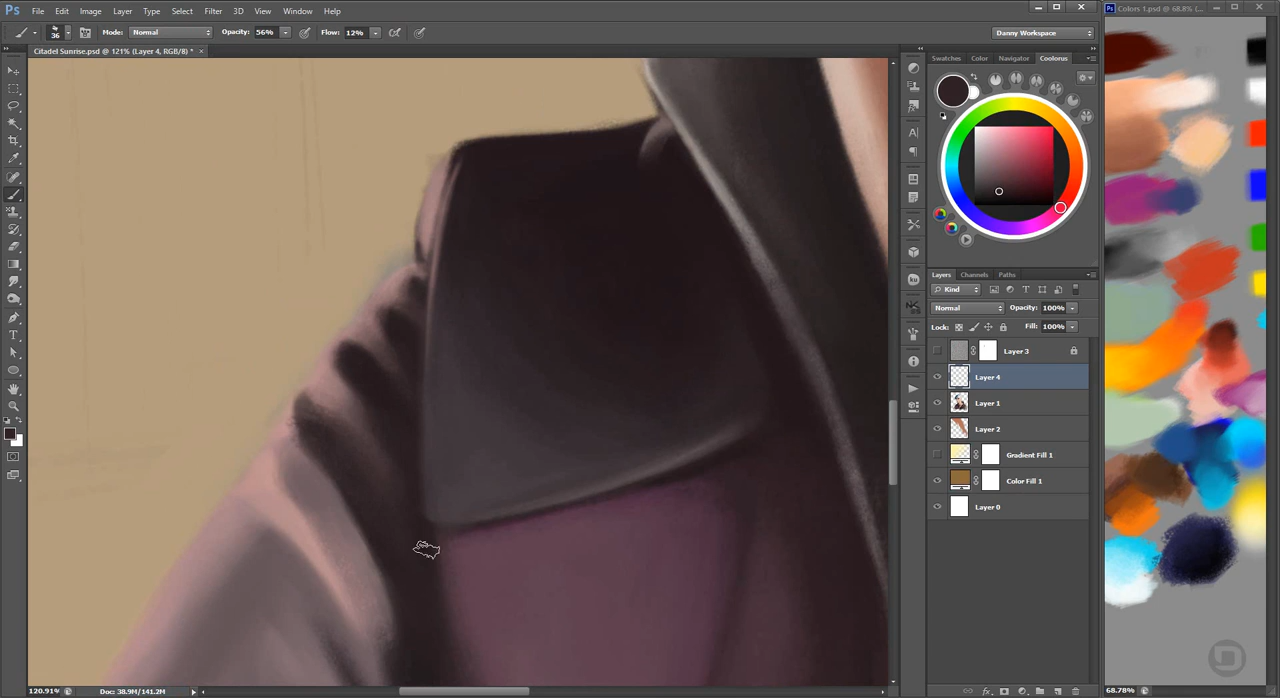 Ps File Edit Image Layer Type Select Filter 3D View Window Help
Ps Colors 1.psd @ 68.8% (...
36 Mode: Normal Opacity: 56% Flow: 12% Danny Workspace
Citadel Sunrise.psd @ 121% (Layer 4, RGB/8) * ×
Swatches Color Navigator Coolorus
Layers Channels Paths
Kind
Normal Opacity: 100%
Lock: Fill: 100%
Layer 3
Layer 4
Layer 1
Layer 2
Gradient Fill 1
Color Fill 1
Layer 0
120.91% Doc: 38.9M/141.2M
68.78%